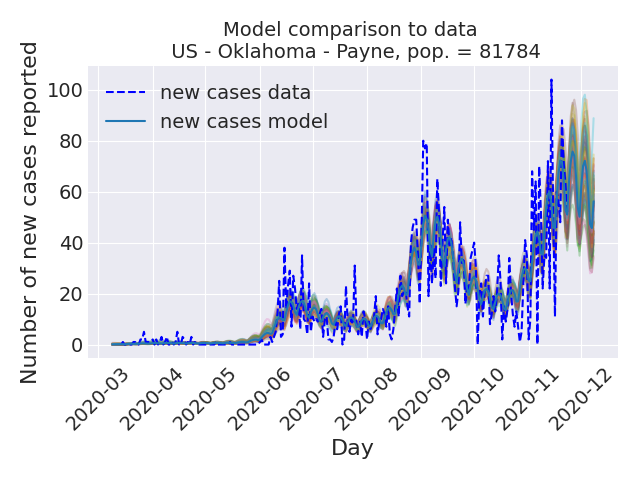 Model comparison to data
US - Oklahoma - Payne, pop. = 81784
Number of new cases reported
100
80
60
40
20
0
new cases data
new cases model
2020-03
2020-04
2020-05
2020-06
2020-07
2020-08
2020-09
2020-10
2020-11
2020-12
Day